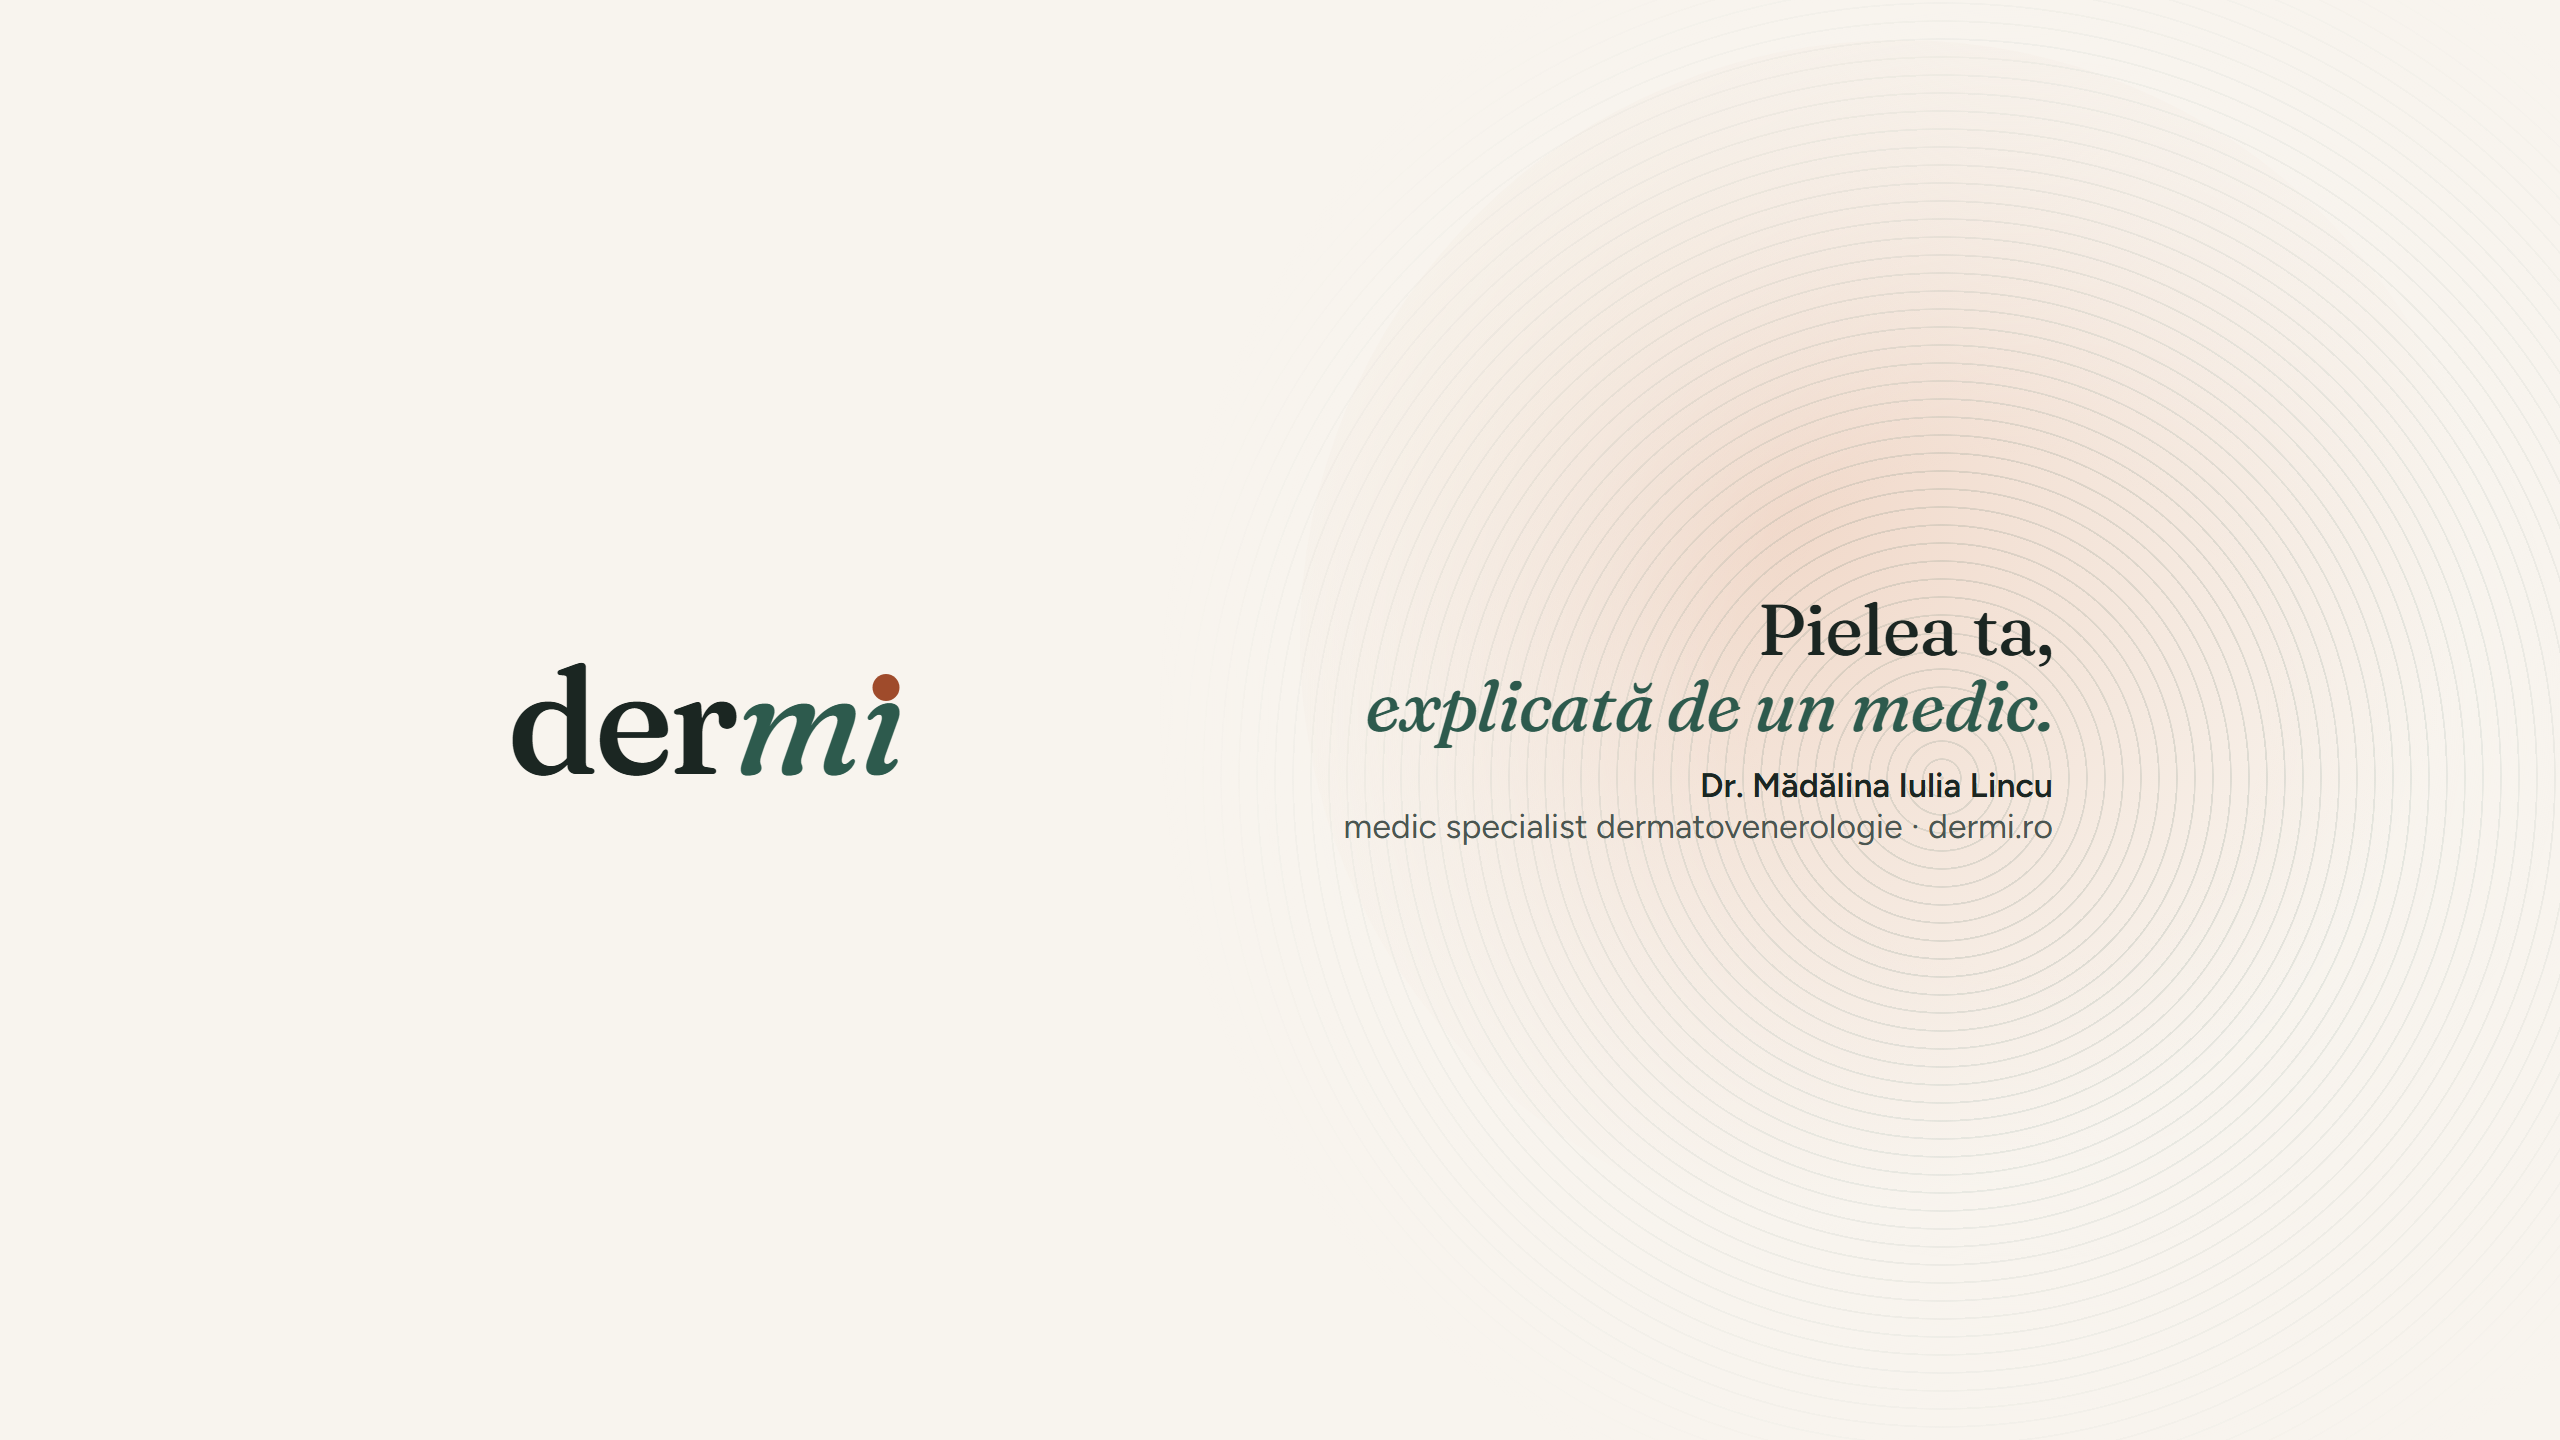 dermi
Pielea ta,
explicată de un medic.
Dr. Mădălina Iulia Lincu
medic specialist dermatovenerologie · dermi.ro